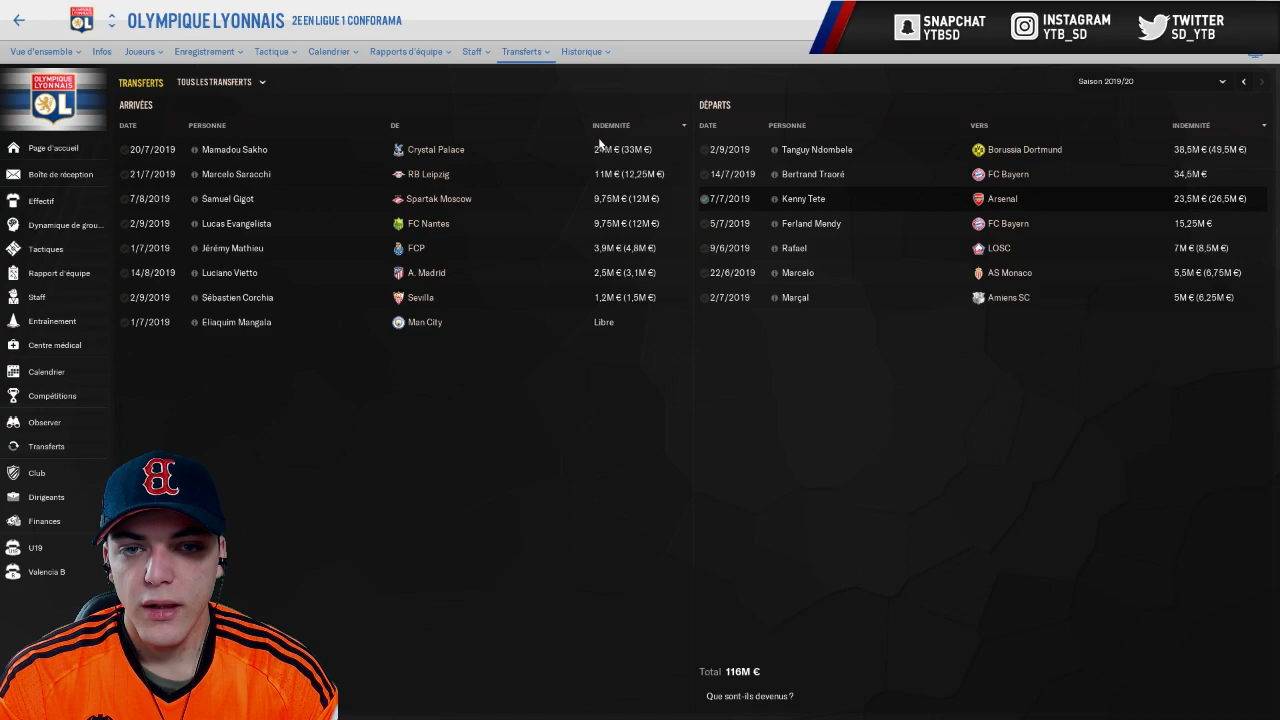 OLYMPIQUE LYONNAIS 2E EN LIGUE 1 CONFORAMA
SNAPCHAT YTBSD
INSTAGRAM YTB_SD
TWITTER SD_YTB
Vue d'ensemble Infos Joueurs Enregistrement Tactique Calendrier Rapports d'équipe Staff Transferts Historique
OLYMPIQUE LYONNAIS
OL
TRANSFERTS TOUS LES TRANSFERTS
Saison 2019/20
ARRIVÉES
DATE PERSONNE DE INDEMNITÉ
20/7/2019 Mamadou Sakho Crystal Palace 24M € (33M €)
21/7/2019 Marcelo Saracchi RB Leipzig 11M € (12,25M €)
7/8/2019 Samuel Gigot Spartak Moscow 9,75M € (12M €)
2/9/2019 Lucas Evangelista FC Nantes 9,75M € (12M €)
1/7/2019 Jérémy Mathieu FCP 3,9M € (4,8M €)
14/8/2019 Luciano Vietto A. Madrid 2,5M € (3,1M €)
2/9/2019 Sébastien Corchia Sevilla 1,2M € (1,5M €)
1/7/2019 Eliaquim Mangala Man City Libre
DÉPARTS
DATE PERSONNE VERS INDEMNITÉ
2/9/2019 Tanguy Ndombele Borussia Dortmund 38,5M € (49,5M €)
14/7/2019 Bertrand Traoré FC Bayern 34,5M €
7/7/2019 Kenny Tete Arsenal 23,5M € (26,5M €)
5/7/2019 Ferland Mendy FC Bayern 15,25M €
9/6/2019 Rafael LOSC 7M € (8,5M €)
22/6/2019 Marcelo AS Monaco 5,5M € (6,75M €)
2/7/2019 Marçal Amiens SC 5M € (6,25M €)
Total 116M €
Que sont-ils devenus ?
Page d'accueil
Boîte de réception
Effectif
Dynamique de grou...
Tactiques
Rapport d'équipe
Staff
Entraînement
Centre médical
Calendrier
Compétitions
Observer
Transferts
Club
Dirigeants
Finances
U19
Valencia B
B